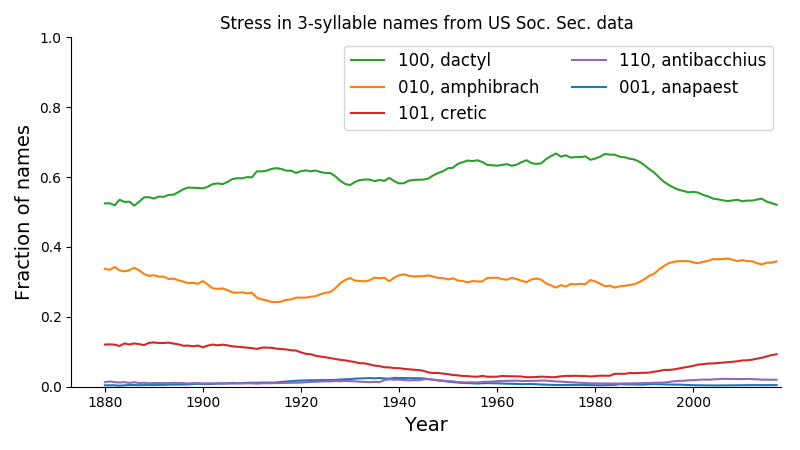 Stress in 3-syllable names from US Soc. Sec. data
1.0
0.8
0.6
0.4
0.2
0.0
Fraction of names
100, dactyl
010, amphibrach
101, cretic
110, antibacchius
001, anapaest
1880 1900 1920 1940 1960 1980 2000
Year